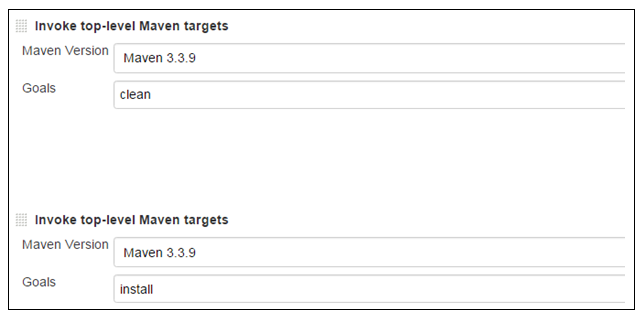 Invoke top-level Maven targets
Maven Version Maven 3.3.9
Goals clean
Invoke top-level Maven targets
Maven Version Maven 3.3.9
Goals install